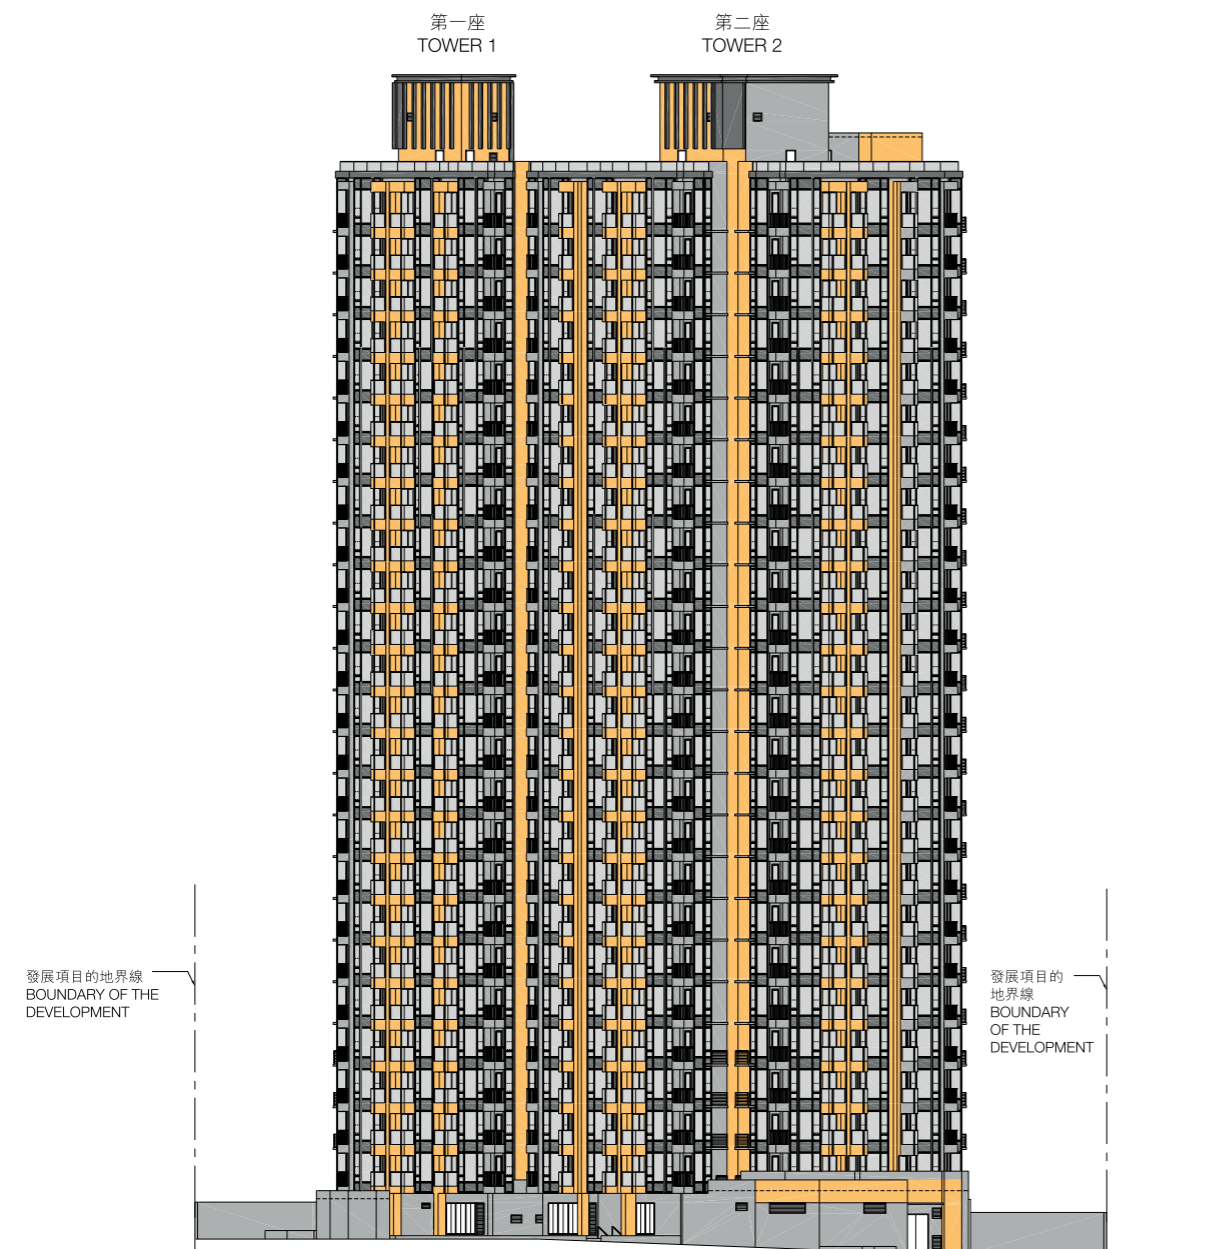 第一座
TOWER 1
第二座
TOWER 2
發展項目的地界線
BOUNDARY OF THE
DEVELOPMENT
發展項目的
地界線
BOUNDARY
OF THE
DEVELOPMENT